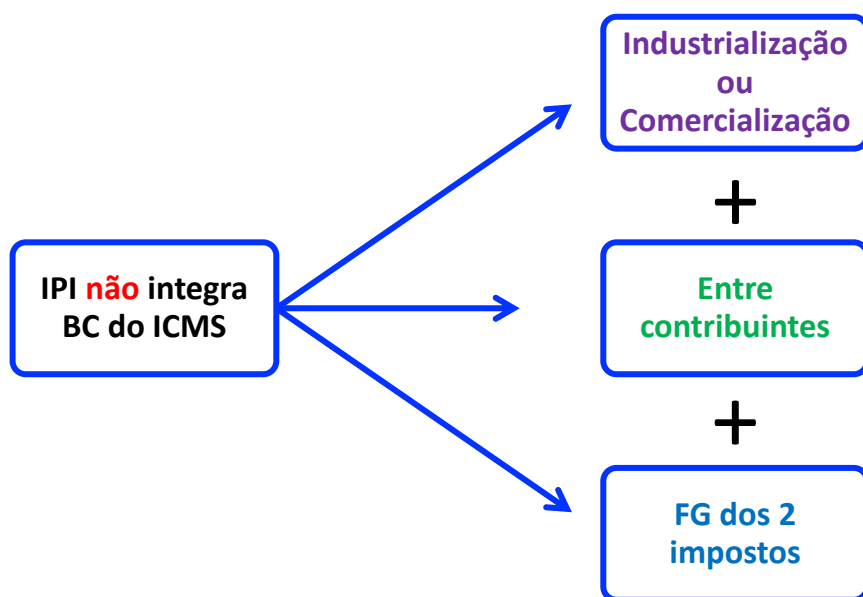 Industrialização
ou
Comercialização
+
IPI não integra
BC do ICMS
Entre
contribuintes
+
FG dos 2
impostos